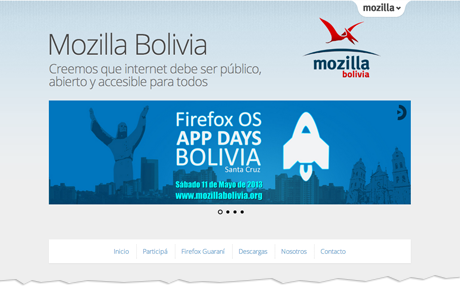 mozilla
Mozilla Bolivia
Creemos que internet debe ser público,
abierto y accesible para todos
mozilla
bolivia
Firefox OS
APP DAYS
BOLIVIA
Santa Cruz
Sábado 11 de Mayo de 2013
www.mozillabolivia.org
Inicio Participá Firefox Guaraní Descargas Nosotros Contacto